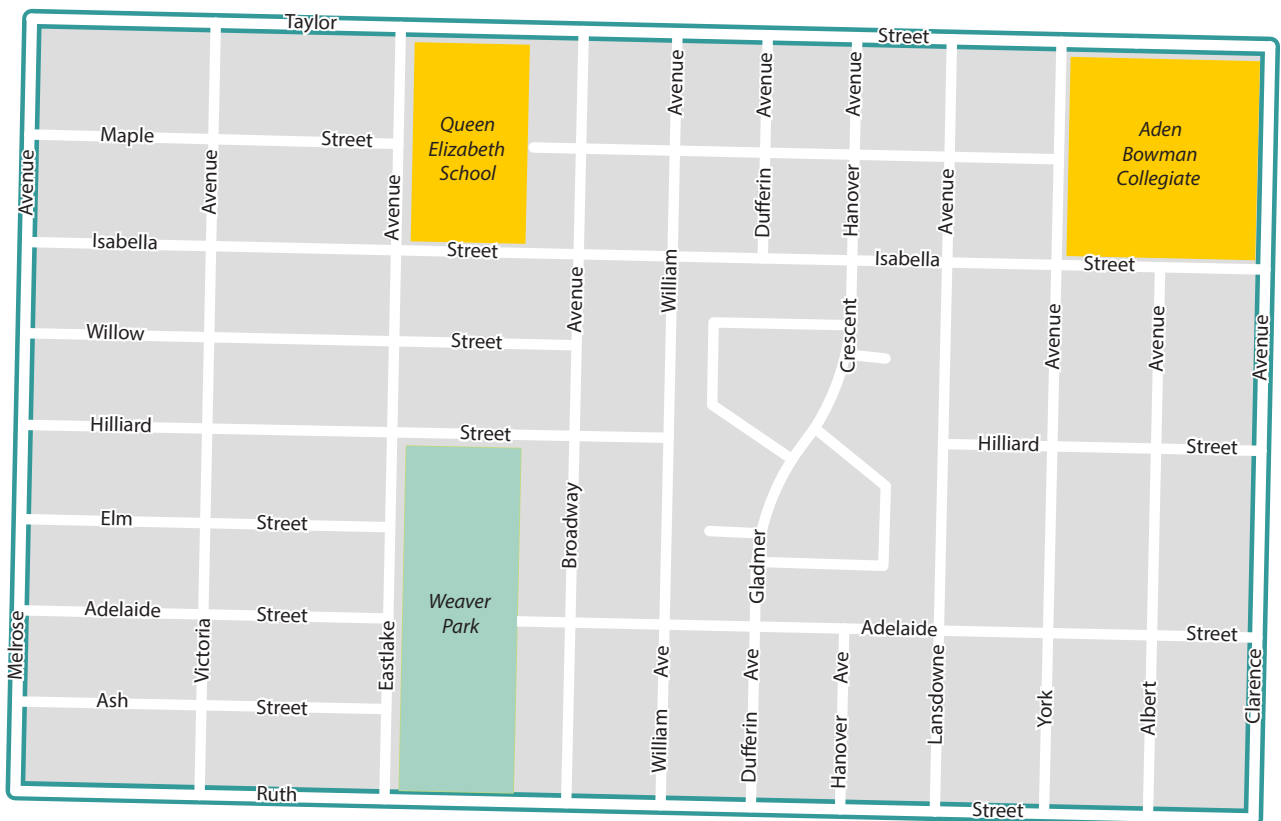 Taylor
Street
Avenue
Avenue
Avenue
Queen
Elizabeth
School
Aden
Bowman
Collegiate
Maple
Street
Avenue
Avenue
Avenue
Dufferin
Hanover
Avenue
Isabella
Street
Isabella
Street
Avenue
William
Willow
Street
Crescent
Avenue
Avenue
Avenue
Hilliard
Street
Hilliard
Street
Elm
Street
Broadway
Gladmer
Adelaide
Street
Weaver
Park
Adelaide
Street
Melrose
Victoria
Eastlake
Ave
Ave
Ave
Ash
Street
William
Dufferin
Hanover
Lansdowne
York
Albert
Clarence
Ruth
Street